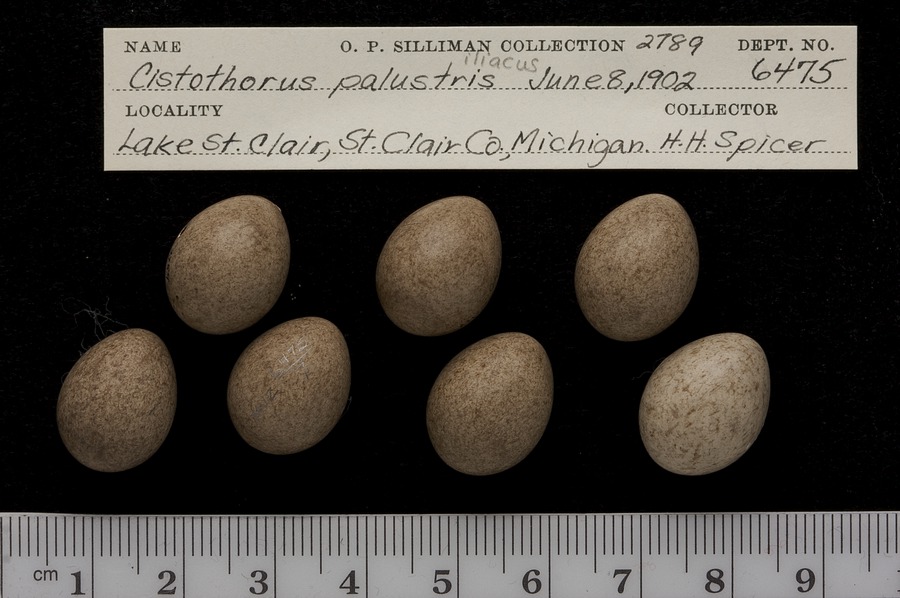 NAME O. P. SILLIMAN COLLECTION 2789 DEPT. NO.
iliacus
Cistothorus palustris June 8, 1902 6475
LOCALITY COLLECTOR
Lake St. Clair, St. Clair Co., Michigan. H.H. Spicer
cm 1 2 3 4 5 6 7 8 9